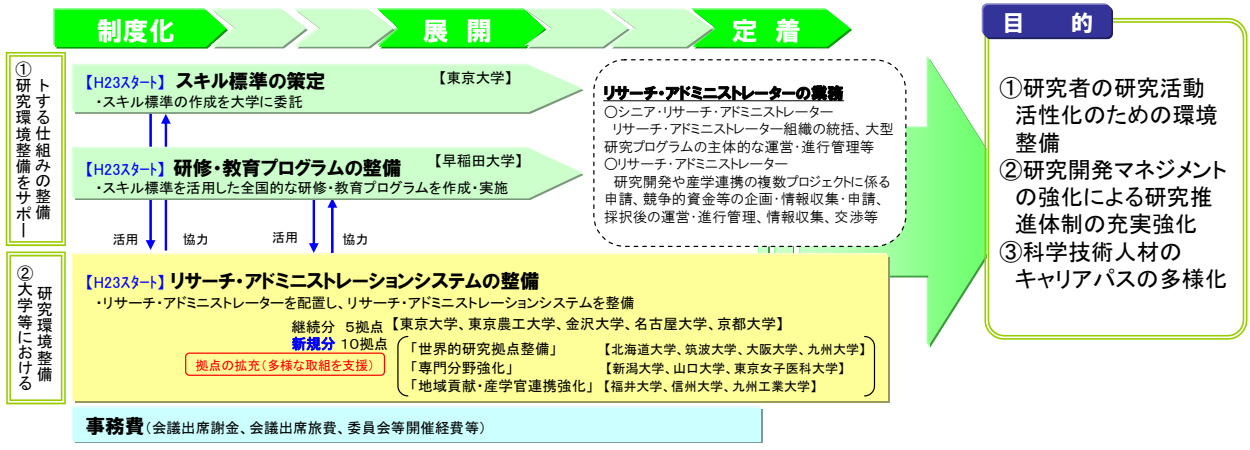 制度化
展開
定着
目的
①研究環境整備をサポートする仕組みの整備
【H23スタート】スキル標準の策定 【東京大学】
・スキル標準の作成を大学に委託
【H23スタート】研修・教育プログラムの整備 【早稲田大学】
・スキル標準を活用した全国的な研修・教育プログラムを作成・実施
活用
協力
活用
協力
リサーチ・アドミニストレーターの業務
○シニア・リサーチ・アドミニストレーター
リサーチ・アドミニストレーター組織の統括、大型
研究プログラムの主体的な運営・進行管理等
○リサーチ・アドミニストレーター
研究開発や産学連携の複数プロジェクトに係る
申請、競争的資金等の企画・情報収集・申請、
採択後の運営・進行管理、情報収集、交渉等
①研究者の研究活動
活性化のための環境
整備
②研究開発マネジメント
の強化による研究推
進体制の充実強化
③科学技術人材の
キャリアパスの多様化
②大学等における
研究環境整備
【H23スタート】リサーチ・アドミニストレーションシステムの整備
・リサーチ・アドミニストレーターを配置し、リサーチ・アドミニストレーションシステムを整備
継続分 5拠点【東京大学、東京農工大学、金沢大学、名古屋大学、京都大学】
新規分 10拠点
拠点の拡充(多様な取組を支援)
「世界的研究拠点整備」 【北海道大学、筑波大学、大阪大学、九州大学】
「専門分野強化」 【新潟大学、山口大学、東京女子医科大学】
「地域貢献・産学官連携強化」【福井大学、信州大学、九州工業大学】
事務費(会議出席謝金、会議出席旅費、委員会等開催経費等)